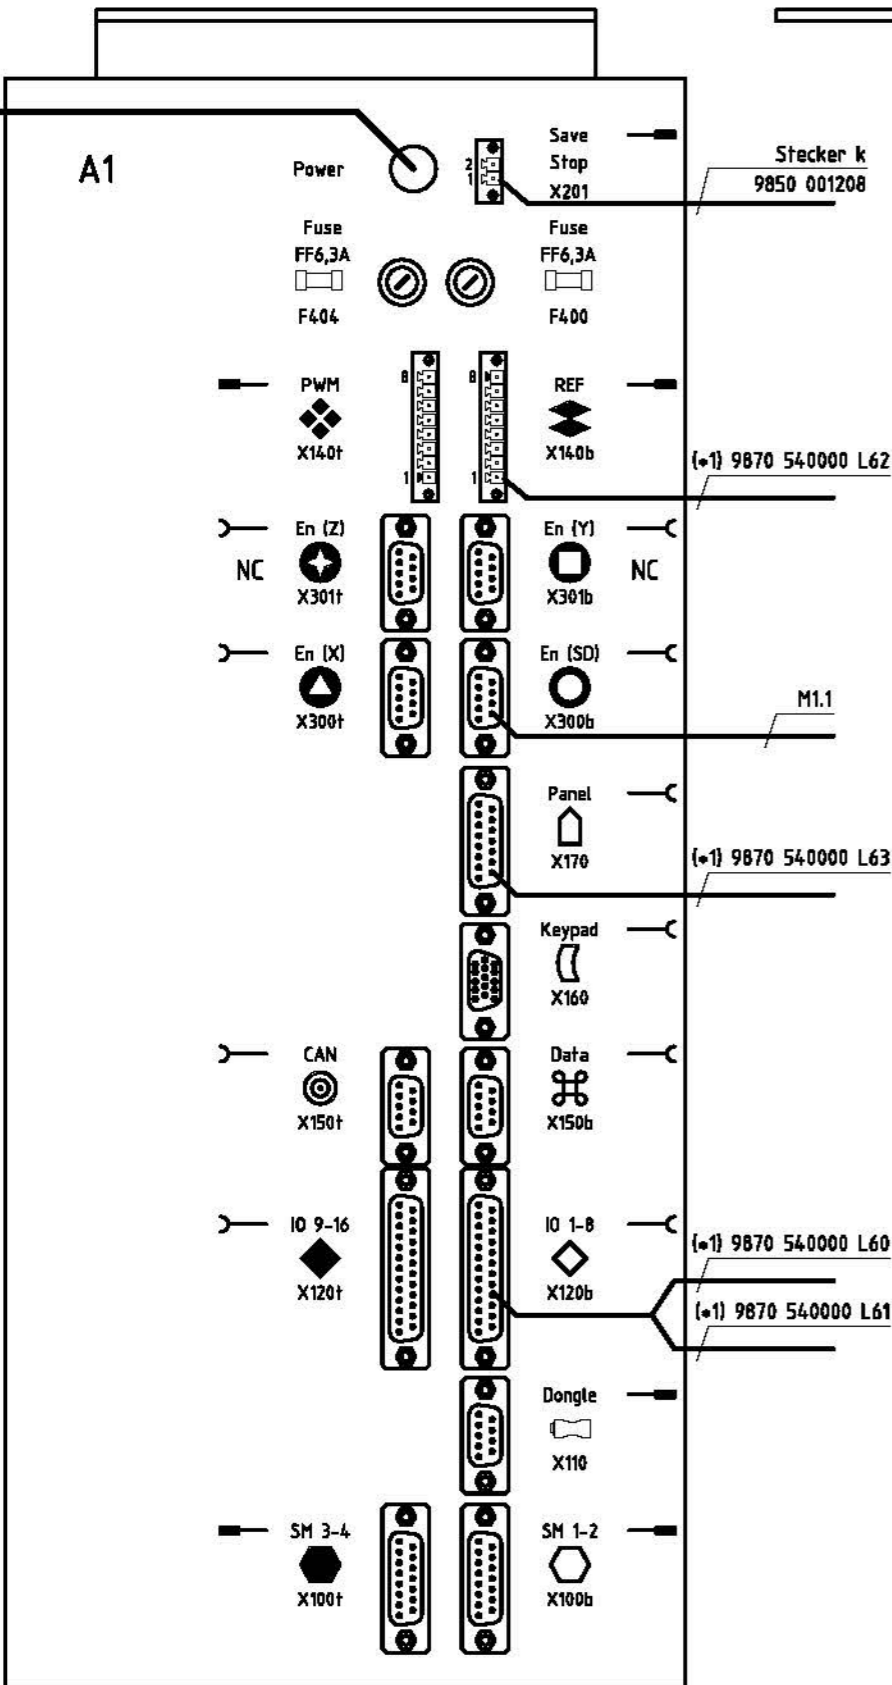 A1
Power
2
1
Save
Stop
X201
Stecker k
9850 001208
Fuse
FF6,3A
F404
Fuse
FF6,3A
F400
PWM
X140t
8
1
8
1
REF
X140b
(*1) 9870 540000 L62
En (Z)
NC
X301t
En (Y)
NC
X301b
En (X)
X300t
En (SD)
X300b
M1.1
Panel
X170
(*1) 9870 540000 L63
Keypad
X160
CAN
X150t
Data
X150b
IO 9-16
X120t
IO 1-8
X120b
(*1) 9870 540000 L60
(*1) 9870 540000 L61
Dongle
X110
SM 3-4
X100t
SM 1-2
X100b